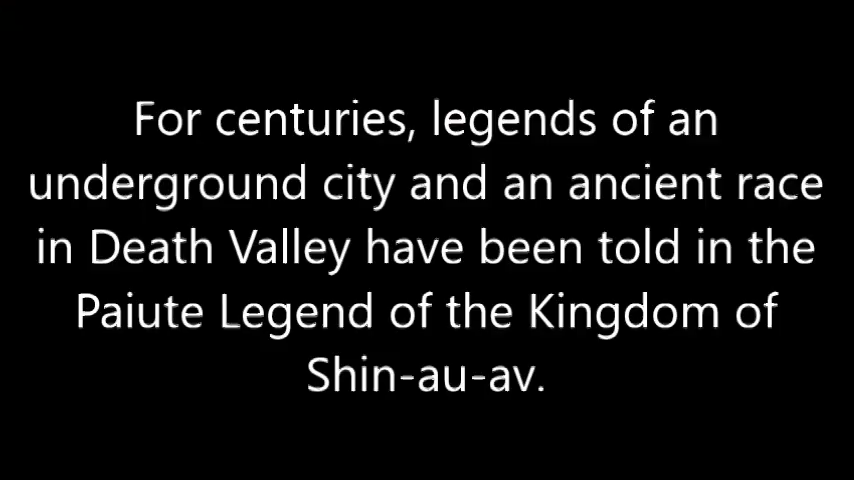 For centuries, legends of an
underground city and an ancient race
in Death Valley have been told in the
Paiute Legend of the Kingdom of
Shin-au-av.